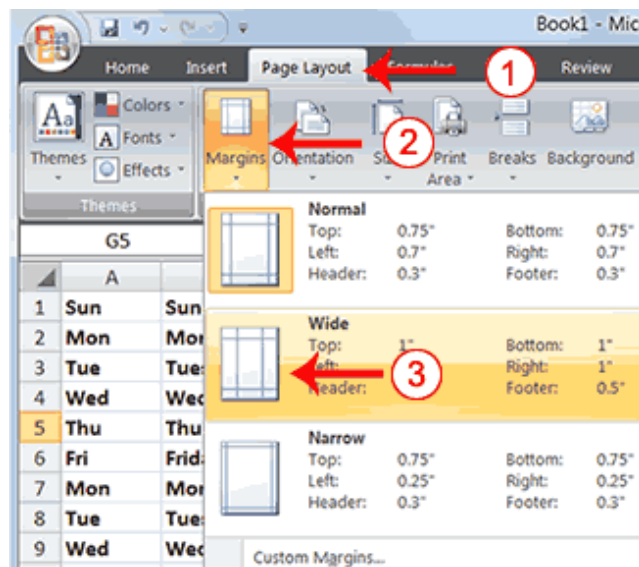 Book1 - Mic
Home Insert Page Layout Formulas 1 Review
Colors
Fonts
Effects
Themes Margins Orientation 2 Print Area Breaks Background
Themes
G5
Normal
Top: 0.75" Bottom: 0.75"
Left: 0.7" Right: 0.7"
Header: 0.3" Footer: 0.3"
Wide
Top: 1" Bottom: 1"
Left: 3 Right: 1"
Header: Footer: 0.5"
Narrow
Top: 0.75" Bottom: 0.75"
Left: 0.25" Right: 0.25"
Header: 0.3" Footer: 0.3"
Custom Margins...
A
1 Sun Sun
2 Mon Mo
3 Tue Tue
4 Wed Wed
5 Thu Thu
6 Fri Frid
7 Mon Mo
8 Tue Tue
9 Wed Wed